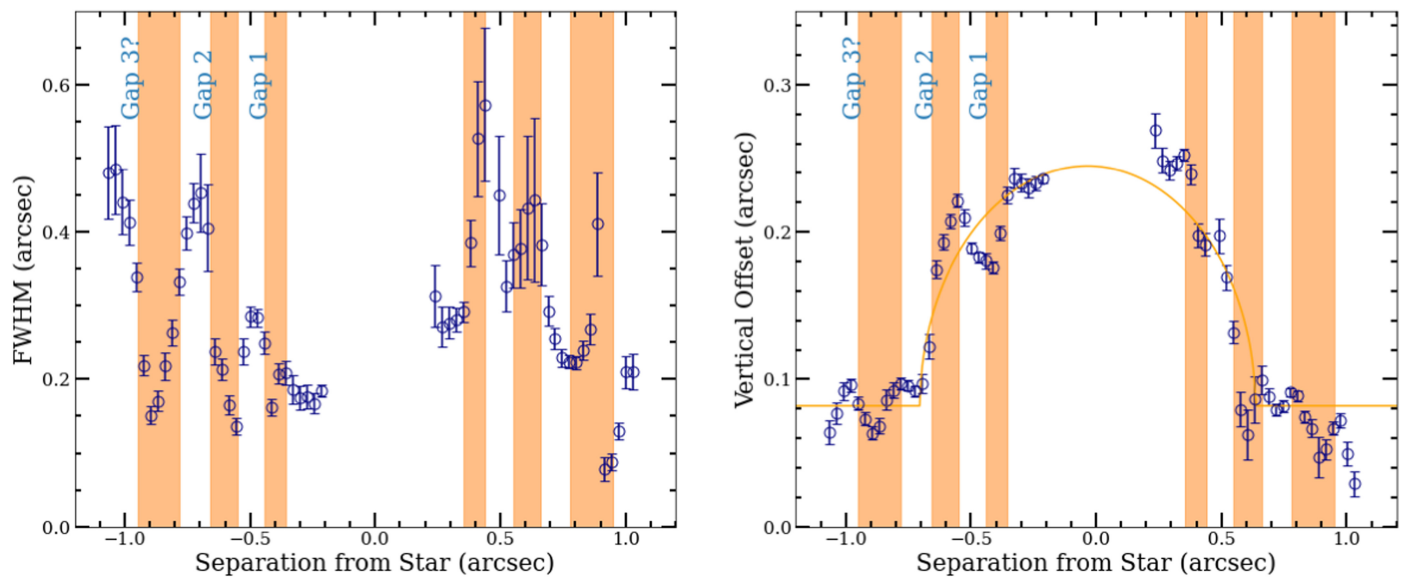 Gap 3?
Gap 2
Gap 1
0.6
0.4
0.2
0.0
FWHM (arcsec)
−1.0
−0.5
0.0
0.5
1.0
Separation from Star (arcsec)
Gap 3?
Gap 2
Gap 1
0.3
0.2
0.1
0.0
Vertical Offset (arcsec)
−1.0
−0.5
0.0
0.5
1.0
Separation from Star (arcsec)